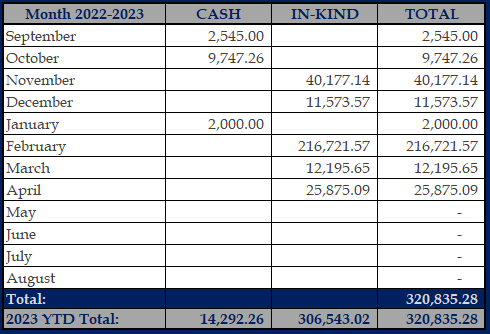 Month 2022-2023 CASH IN-KIND TOTAL
September 2,545.00 2,545.00
October 9,747.26 9,747.26
November 40,177.14 40,177.14
December 11,573.57 11,573.57
January 2,000.00 2,000.00
February 216,721.57 216,721.57
March 12,195.65 12,195.65
April 25,875.09 25,875.09
May -
June -
July -
August -
Total: 320,835.28
2023 YTD Total: 14,292.26 306,543.02 320,835.28